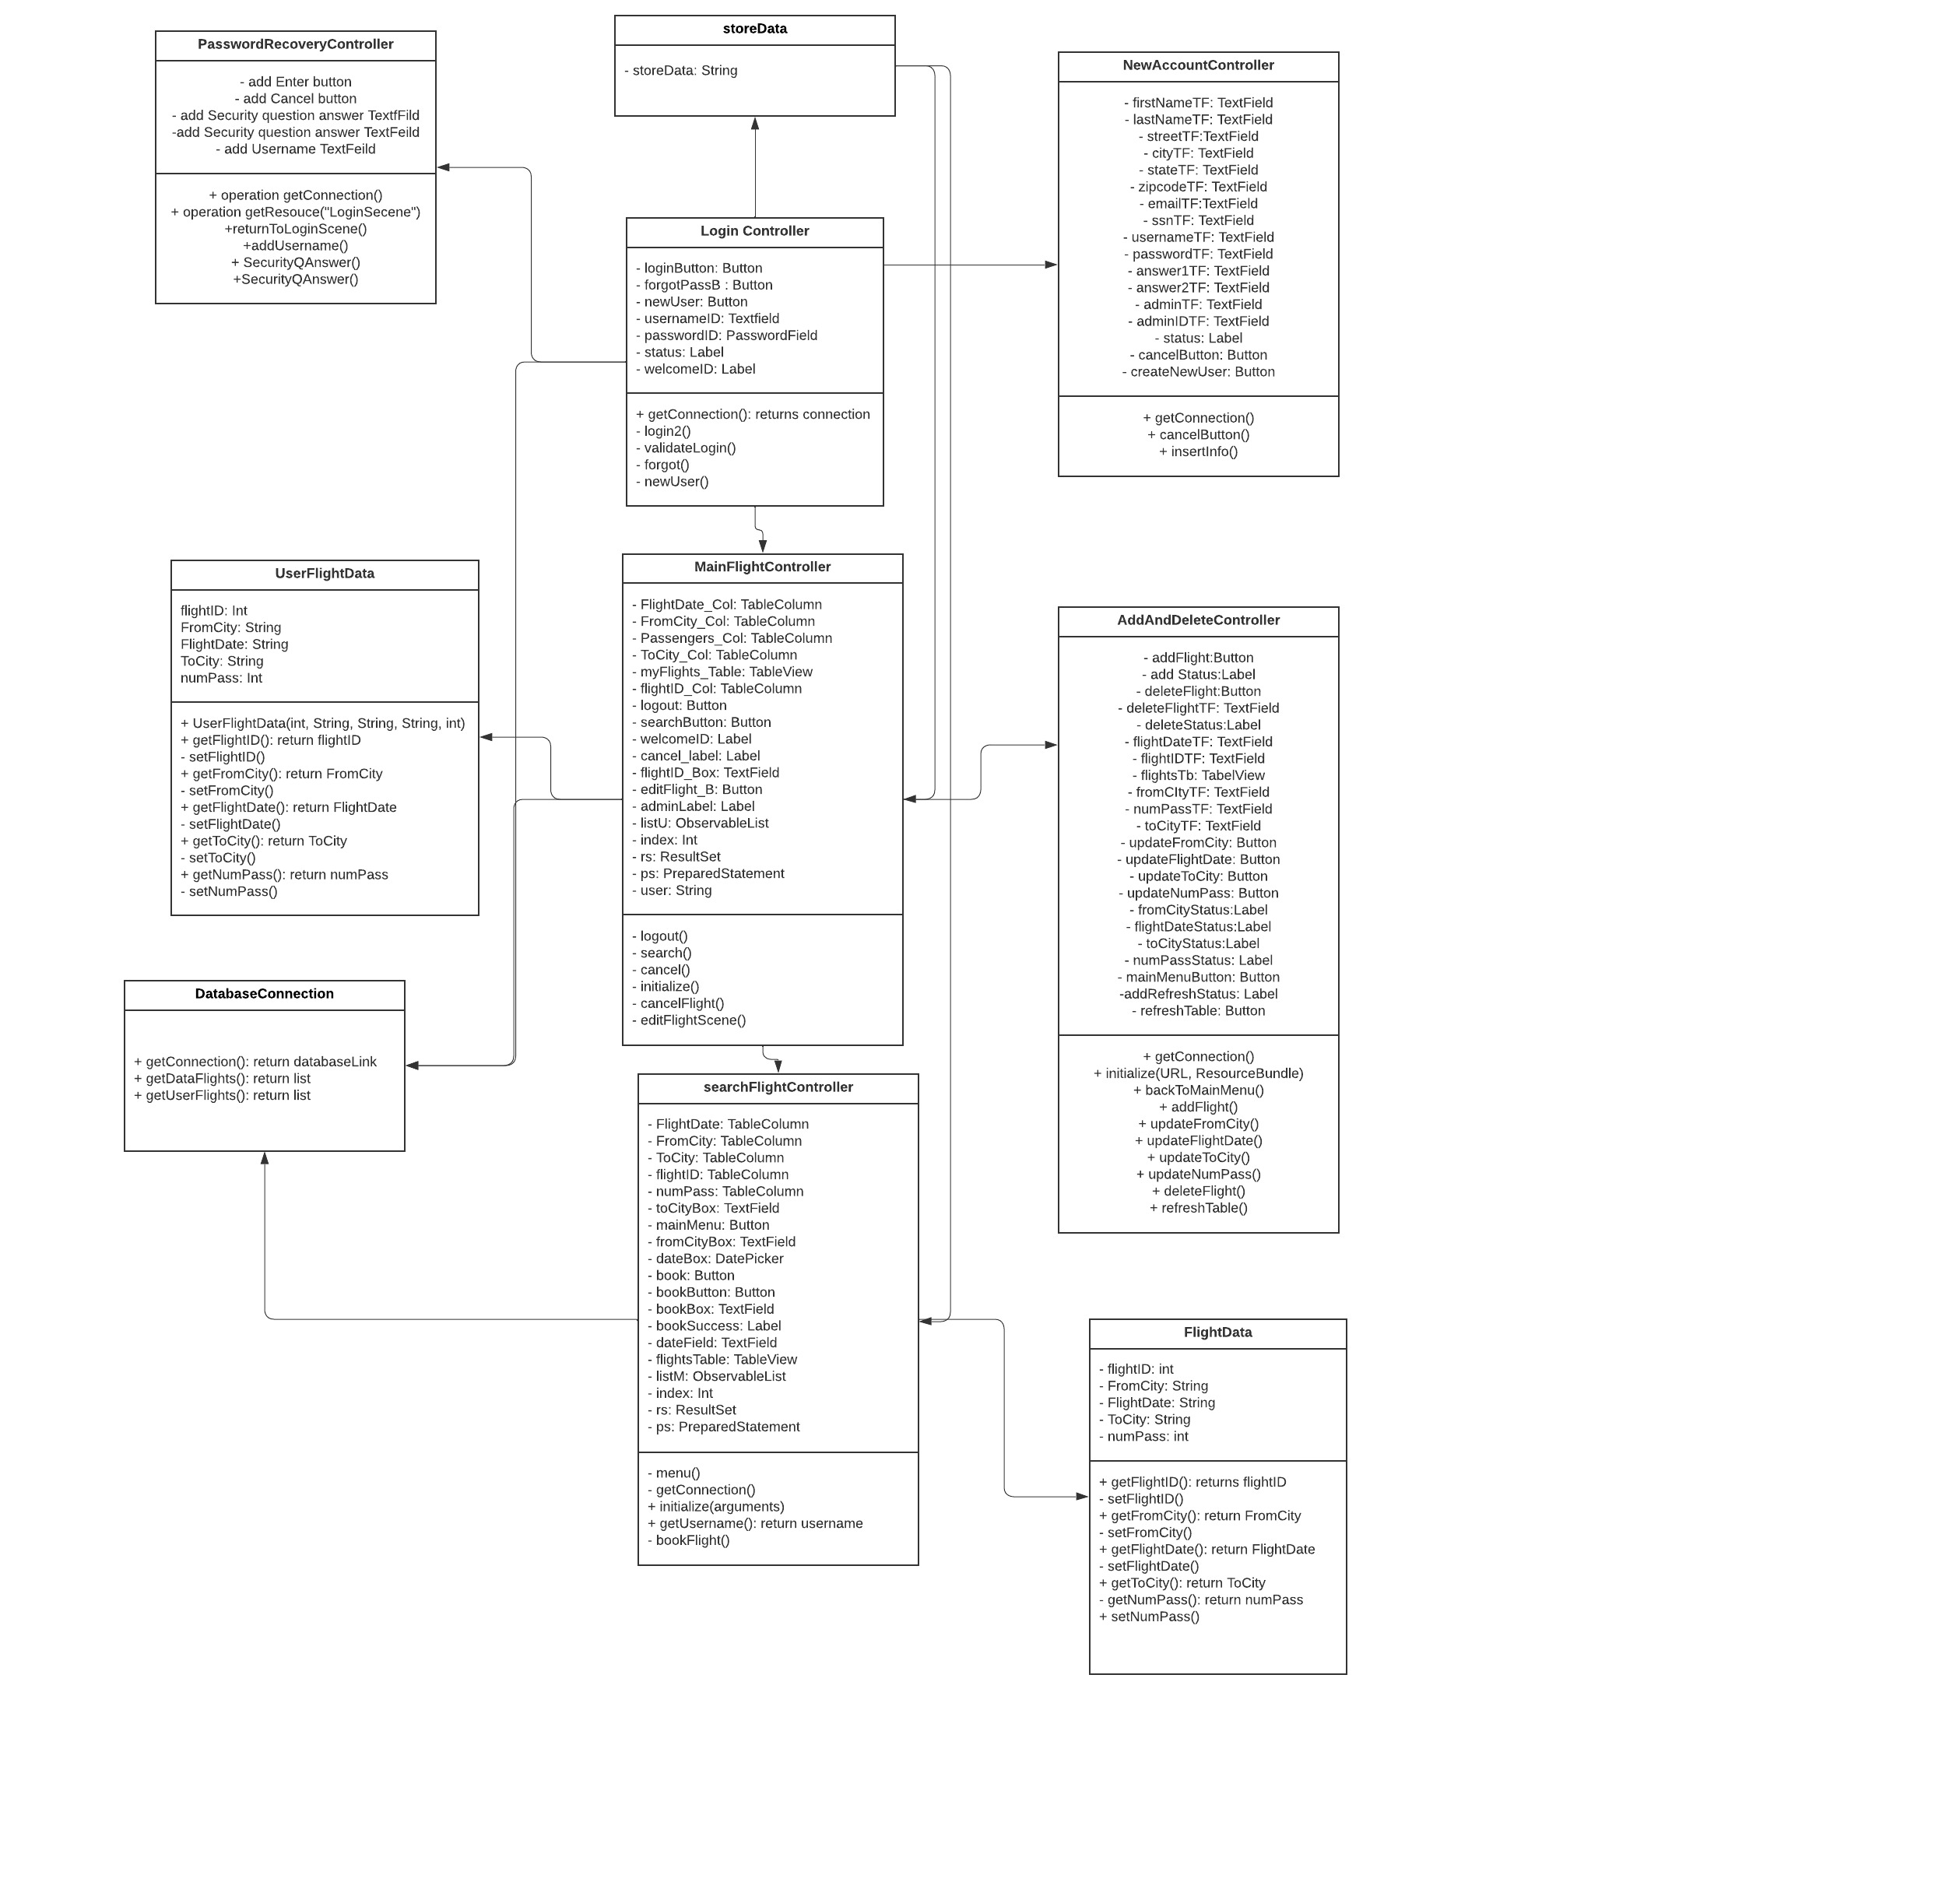 storeData
- storeData: String
PasswordRecoveryController
- add Enter button
- add Cancel button
- add Security question answer TextfFild
-add Security question answer TextFeild
- add Username TextFeild
+ operation getConnection()
+ operation getResouce("LoginSecene")
+returnToLoginScene()
+addUsername()
+ SecurityQAnswer()
+SecurityQAnswer()
NewAccountController
- firstNameTF: TextField
- lastNameTF: TextField
- streetTF:TextField
- cityTF: TextField
- stateTF: TextField
- zipcodeTF: TextField
- emailTF:TextField
- ssnTF: TextField
- usernameTF: TextField
- passwordTF: TextField
- answer1TF: TextField
- answer2TF: TextField
- adminTF: TextField
- adminIDTF: TextField
- status: Label
- cancelButton: Button
- createNewUser: Button
+ getConnection()
+ cancelButton()
+ insertInfo()
Login Controller
- loginButton: Button
- forgotPassB : Button
- newUser: Button
- usernameID: Textfield
- passwordID: PasswordField
- status: Label
- welcomeID: Label
+ getConnection(): returns connection
- login2()
- validateLogin()
- forgot()
- newUser()
UserFlightData
flightID: Int
FromCity: String
FlightDate: String
ToCity: String
numPass: Int
+ UserFlightData(int, String, String, String, int)
+ getFlightID(): return flightID
- setFlightID()
+ getFromCity(): return FromCity
- setFromCity()
+ getFlightDate(): return FlightDate
- setFlightDate()
+ getToCity(): return ToCity
- setToCity()
+ getNumPass(): return numPass
- setNumPass()
MainFlightController
- FlightDate_Col: TableColumn
- FromCity_Col: TableColumn
- Passengers_Col: TableColumn
- ToCity_Col: TableColumn
- myFlights_Table: TableView
- flightID_Col: TableColumn
- logout: Button
- searchButton: Button
- welcomeID: Label
- cancel_label: Label
- flightID_Box: TextField
- editFlight_B: Button
- adminLabel: Label
- listU: ObservableList
- index: Int
- rs: ResultSet
- ps: PreparedStatement
- user: String
- logout()
- search()
- cancel()
- initialize()
- cancelFlight()
- editFlightScene()
AddAndDeleteController
- addFlight:Button
- add Status:Label
- deleteFlight:Button
- deleteFlightTF: TextField
- deleteStatus:Label
- flightDateTF: TextField
- flightIDTF: TextField
- flightsTb: TabelView
- fromCItyTF: TextField
- numPassTF: TextField
- toCityTF: TextField
- updateFromCity: Button
- updateFlightDate: Button
- updateToCity: Button
- updateNumPass: Button
- fromCityStatus:Label
- flightDateStatus:Label
- toCityStatus:Label
- numPassStatus: Label
- mainMenuButton: Button
-addRefreshStatus: Label
- refreshTable: Button
+ getConnection()
+ initialize(URL, ResourceBundle)
+ backToMainMenu()
+ addFlight()
+ updateFromCity()
+ updateFlightDate()
+ updateToCity()
+ updateNumPass()
+ deleteFlight()
+ refreshTable()
DatabaseConnection
+ getConnection(): return databaseLink
+ getDataFlights(): return list
+ getUserFlights(): return list
searchFlightController
- FlightDate: TableColumn
- FromCity: TableColumn
- ToCity: TableColumn
- flightID: TableColumn
- numPass: TableColumn
- toCityBox: TextField
- mainMenu: Button
- fromCityBox: TextField
- dateBox: DatePicker
- book: Button
- bookButton: Button
- bookBox: TextField
- bookSuccess: Label
- dateField: TextField
- flightsTable: TableView
- listM: ObservableList
- index: Int
- rs: ResultSet
- ps: PreparedStatement
- menu()
- getConnection()
+ initialize(arguments)
+ getUsername(): return username
- bookFlight()
FlightData
- flightID: int
- FromCity: String
- FlightDate: String
- ToCity: String
- numPass: int
+ getFlightID(): returns flightID
- setFlightID()
+ getFromCity(): return FromCity
- setFromCity()
+ getFlightDate(): return FlightDate
- setFlightDate()
+ getToCity(): return ToCity
- getNumPass(): return numPass
+ setNumPass()